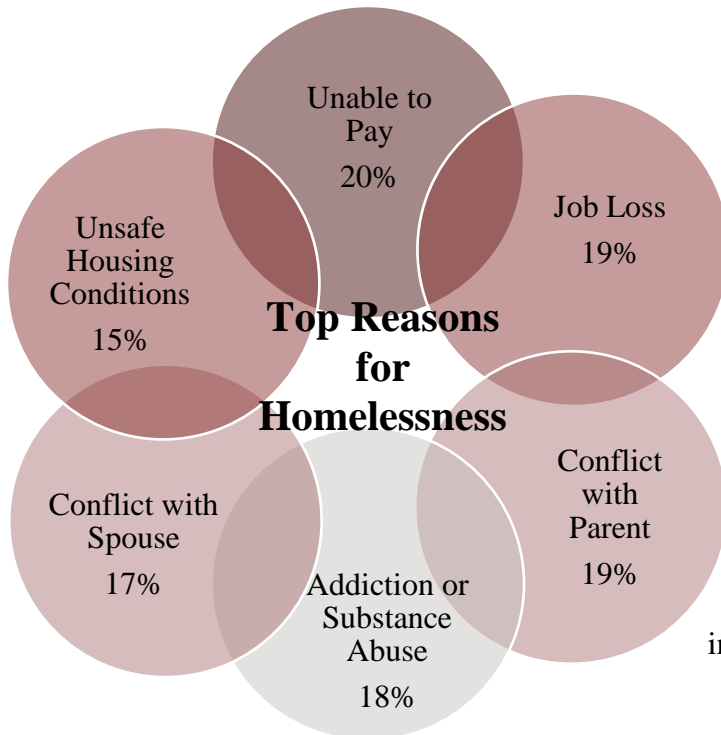 Unable to
Pay
20%
Job Loss
19%
Unsafe
Housing
Conditions
15%
Top Reasons
for
Homelessness
Conflict
with
Parent
19%
Conflict with
Spouse
17%
Addiction or
Substance
Abuse
18%